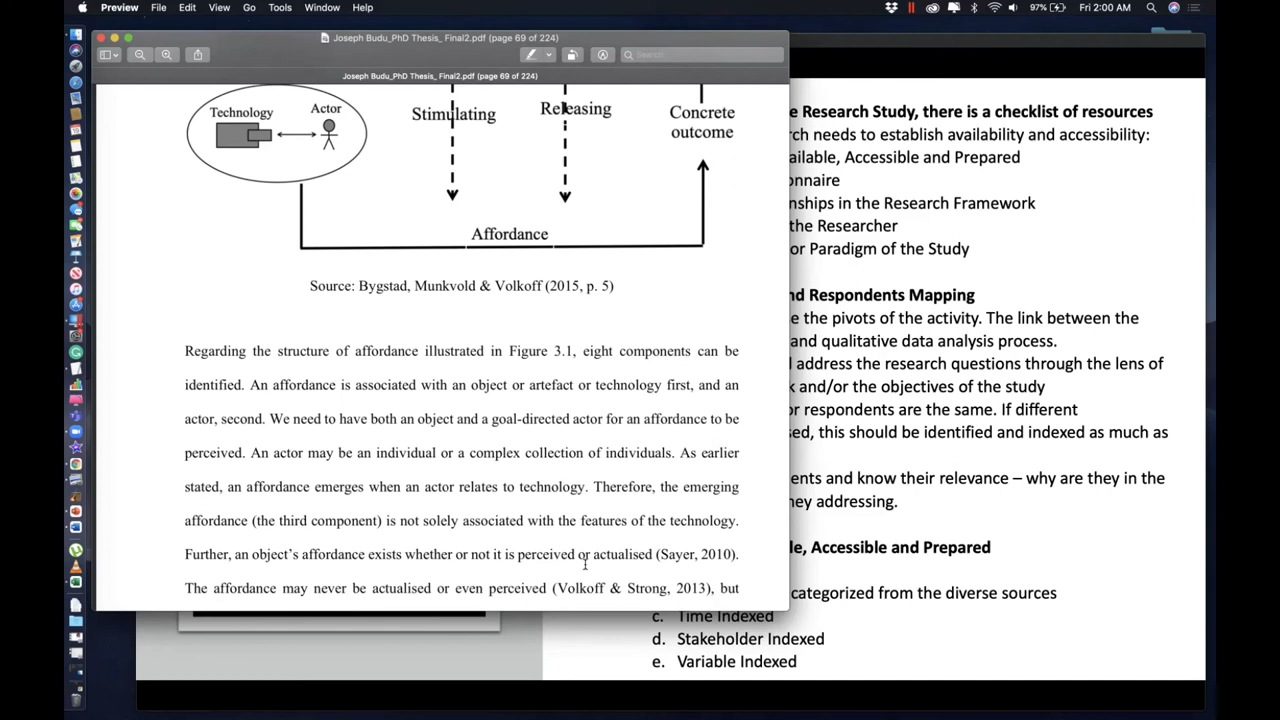 Preview File Edit View Go Tools Window Help
97% Fri 2:00 AM
Joseph Budu_PhD Thesis_ Final2.pdf (page 69 of 224)
Search
Joseph Budu_PhD Thesis_ Final2.pdf (page 69 of 224)
Technology Actor
Stimulating
Releasing
Concrete
outcome
Affordance
Source: Bygstad, Munkvold & Volkoff (2015, p. 5)
Regarding the structure of affordance illustrated in Figure 3.1, eight components can be
identified. An affordance is associated with an object or artefact or technology first, and an
actor, second. We need to have both an object and a goal-directed actor for an affordance to be
perceived. An actor may be an individual or a complex collection of individuals. As earlier
stated, an affordance emerges when an actor relates to technology. Therefore, the emerging
affordance (the third component) is not solely associated with the features of the technology.
Further, an object's affordance exists whether or not it is perceived or actualised (Sayer, 2010).
The affordance may never be actualised or even perceived (Volkoff & Strong, 2013), but
e Research Study, there is a checklist of resources
rch needs to establish availability and accessibility:
ailable, Accessible and Prepared
onnaire
nships in the Research Framework
the Researcher
or Paradigm of the Study
nd Respondents Mapping
e the pivots of the activity. The link between the
and qualitative data analysis process.
l address the research questions through the lens of
k and/or the objectives of the study
or respondents are the same. If different
sed, this should be identified and indexed as much as
ents and know their relevance – why are they in the
hey addressing.
le, Accessible and Prepared
categorized from the diverse sources
c. Time Indexed
d. Stakeholder Indexed
e. Variable Indexed